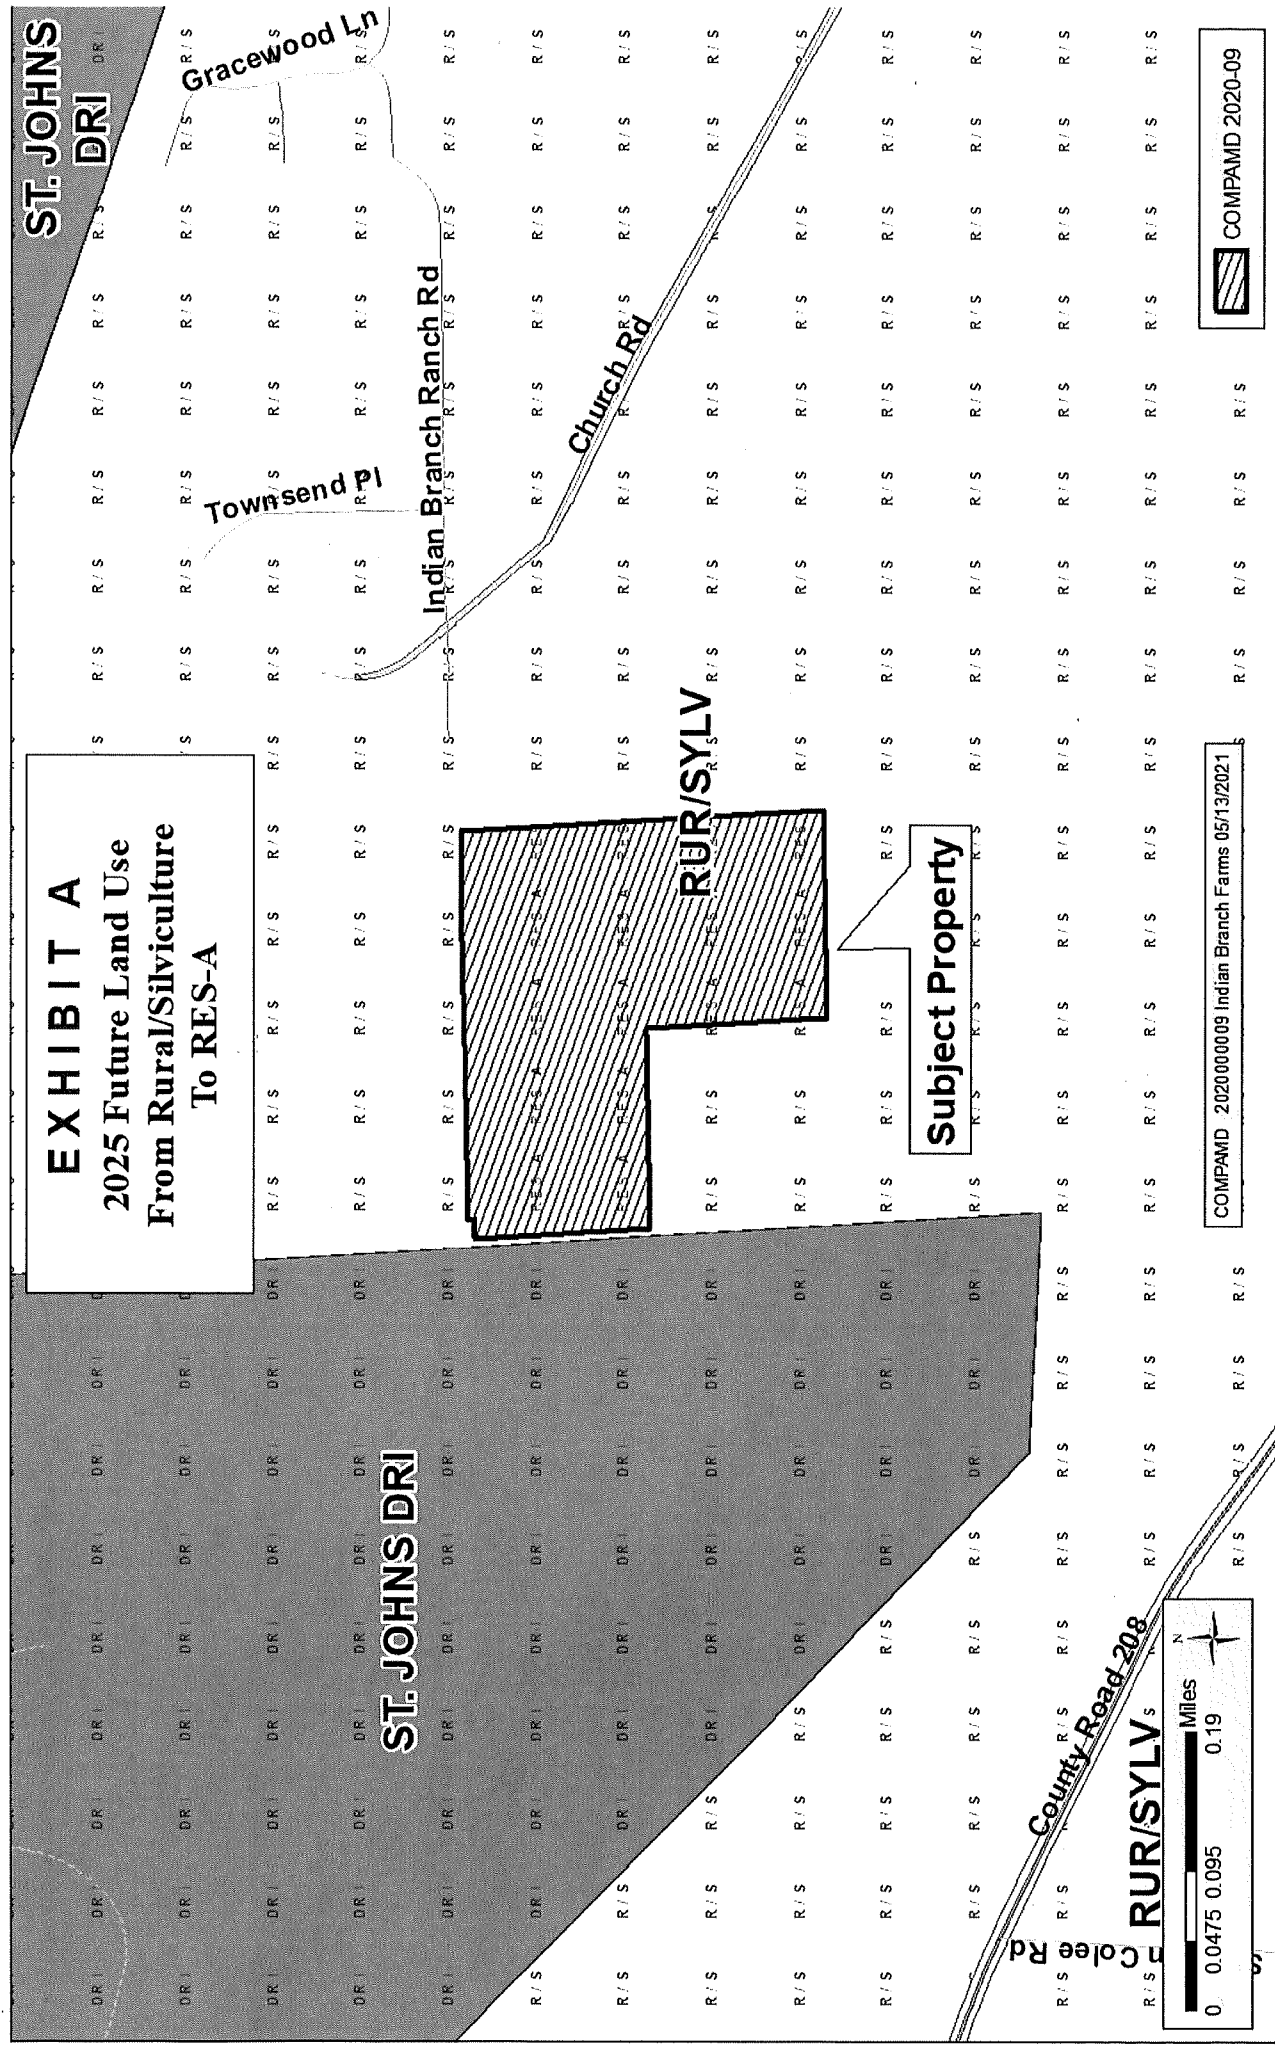 EXHIBIT A
2025 Future Land Use
From Rural/Silviculture
To RES-A
ST. JOHNS
DRI
Gracewood Ln
Townsend Pl
Indian Branch Ranch Rd
Church Rd
ST. JOHNS DRI
RUR/SYLV
Subject Property
County Road 208
RUR/SYLV
n Colee Rd
Miles
0 0.0475 0.095 0.19
N
COMPAMD 2020000009 Indian Branch Farms 05/13/2021
COMPAMD 2020-09
DRI
R/S
RES A